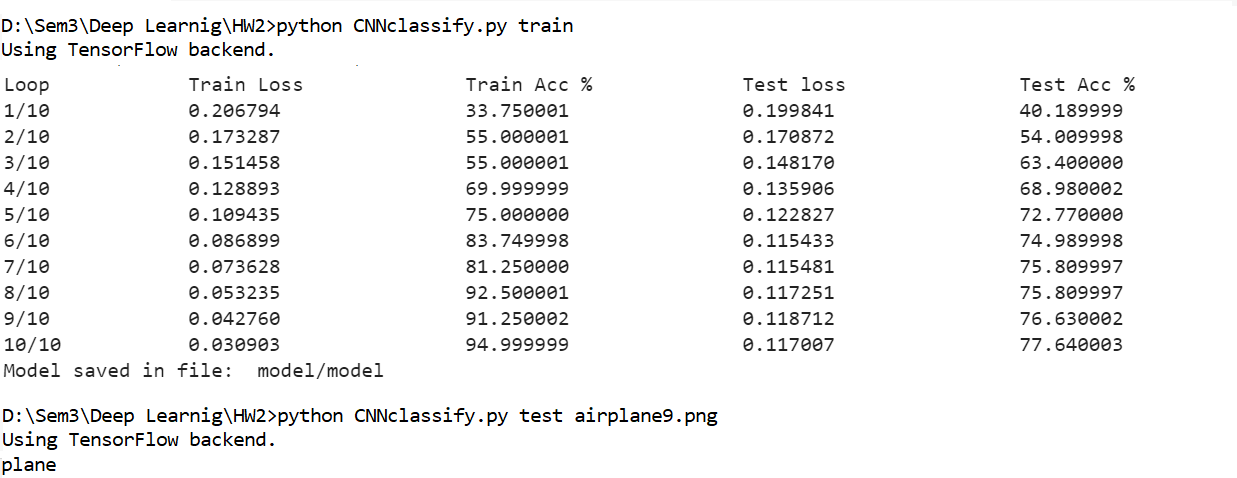 D:\Sem3\Deep Learnig\HW2>python CNNclassify.py train
Using TensorFlow backend.
Loop Train Loss Train Acc % Test loss Test Acc %
1/10 0.206794 33.750001 0.199841 40.189999
2/10 0.173287 55.000001 0.170872 54.009998
3/10 0.151458 55.000001 0.148170 63.400000
4/10 0.128893 69.999999 0.135906 68.980002
5/10 0.109435 75.000000 0.122827 72.770000
6/10 0.086899 83.749998 0.115433 74.989998
7/10 0.073628 81.250000 0.115481 75.809997
8/10 0.053235 92.500001 0.117251 75.809997
9/10 0.042760 91.250002 0.118712 76.630002
10/10 0.030903 94.999999 0.117007 77.640003
Model saved in file: model/model
D:\Sem3\Deep Learnig\HW2>python CNNclassify.py test airplane9.png
Using TensorFlow backend.
plane